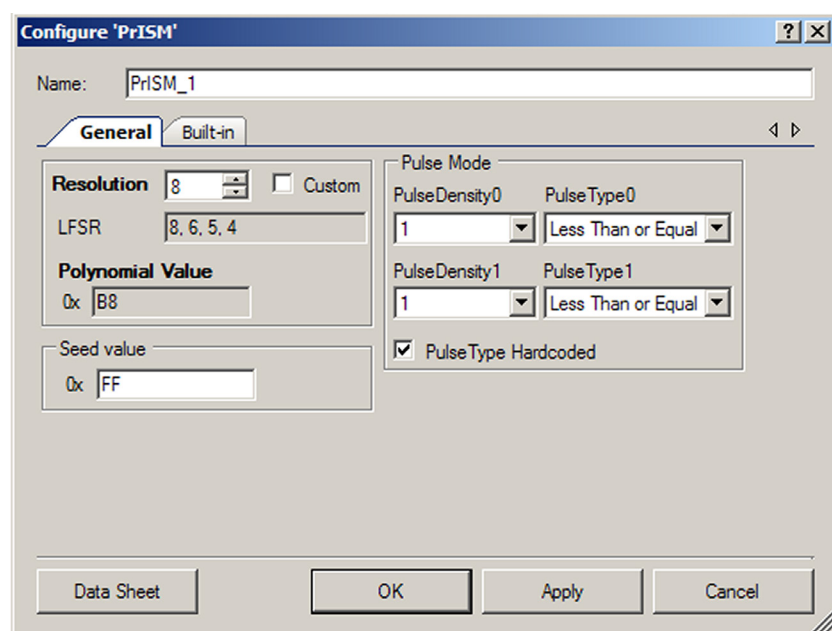 Configure 'PrISM'
Name: PrISM_1
General Built-in
Resolution 8 Custom
LFSR 8, 6, 5, 4
Polynomial Value
0x B8
Seed value
0x FF
Pulse Mode
PulseDensity0 PulseType0
1 Less Than or Equal
PulseDensity1 PulseType1
1 Less Than or Equal
PulseType Hardcoded
Data Sheet OK Apply Cancel